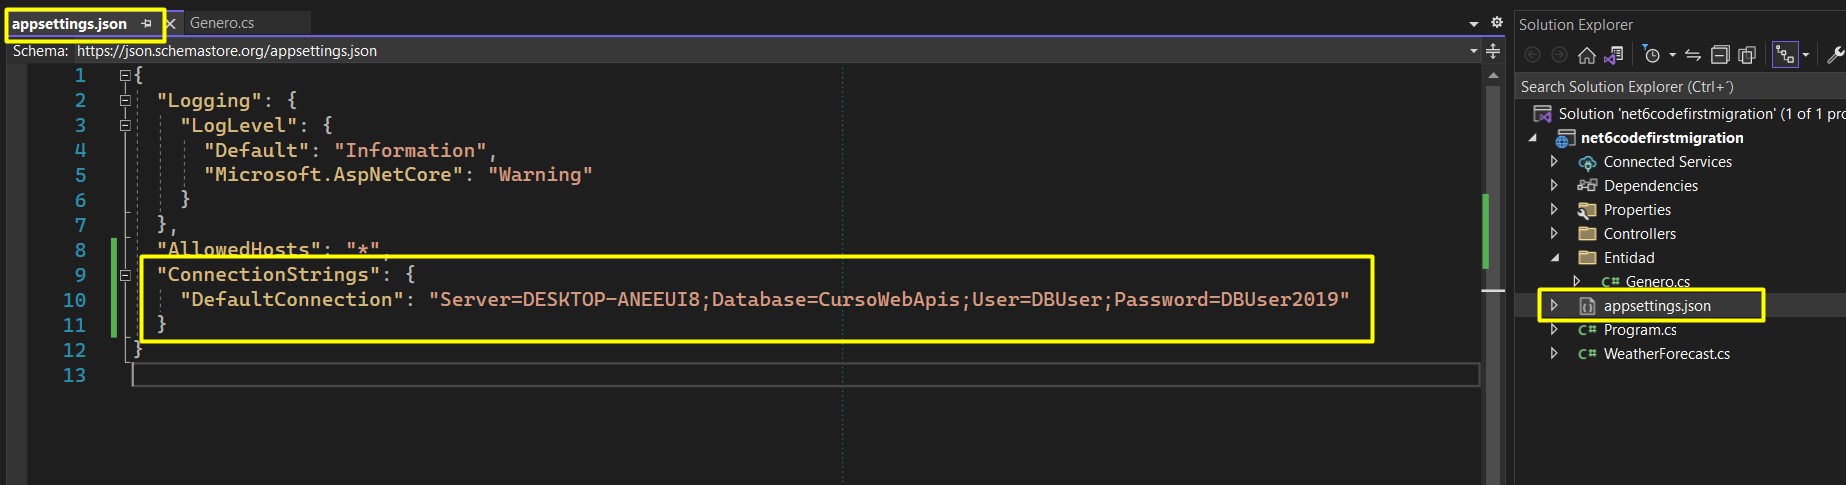 appsettings.json
Genero.cs
Schema: https://json.schemastore.org/appsettings.json
1 {
2 "Logging": {
3 "LogLevel": {
4 "Default": "Information",
5 "Microsoft.AspNetCore": "Warning"
6 }
7 },
8 "AllowedHosts": "*",
9 "ConnectionStrings": {
10 "DefaultConnection": "Server=DESKTOP-ANEEUI8;Database=CursoWebApis;User=DBUser;Password=DBUser2019"
11 }
12 }
13
Solution Explorer
Search Solution Explorer (Ctrl+´)
Solution 'net6codefirstmigration' (1 of 1 pro
net6codefirstmigration
Connected Services
Dependencies
Properties
Controllers
Entidad
C# Genero.cs
appsettings.json
C# Program.cs
C# WeatherForecast.cs